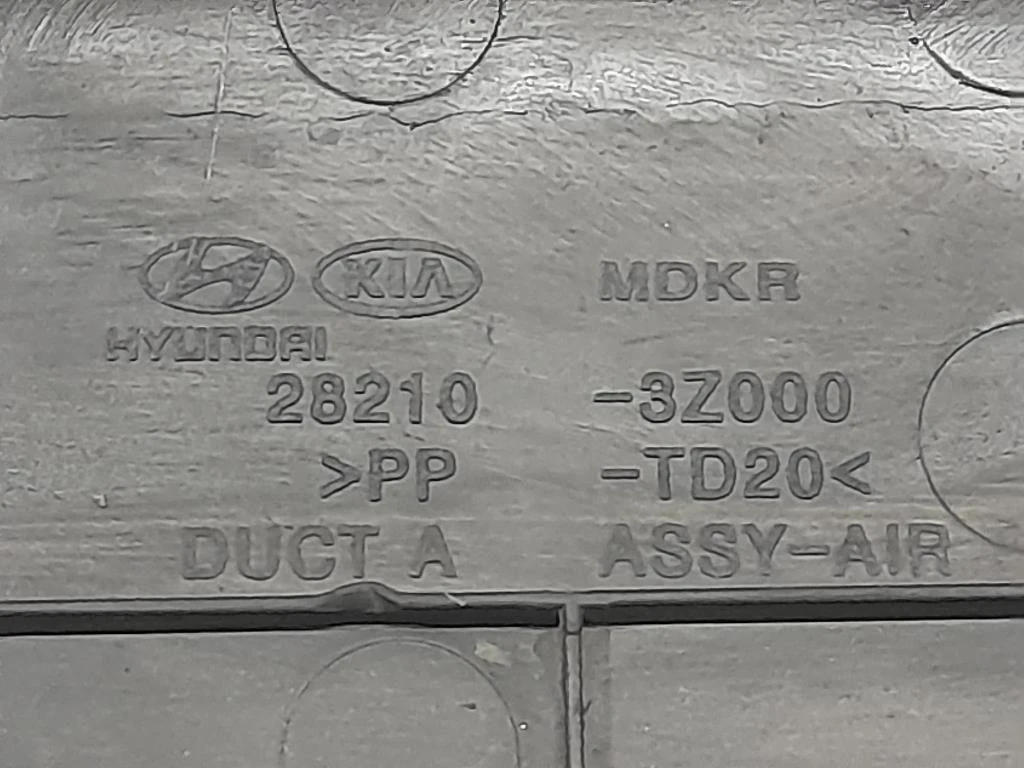 KIA MDKR
HYUNDAI
28210 -3Z000
>PP -TD20<
DUCT A ASSY-AIR